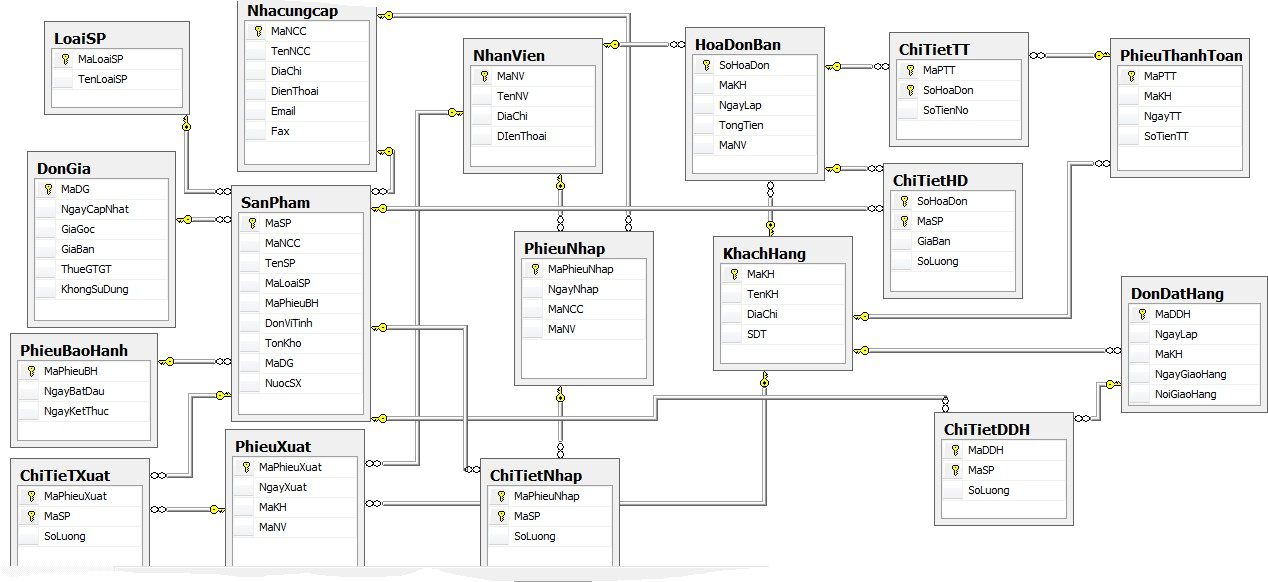 LoaiSP
MaLoaiSP
TenLoaiSP
Nhacungcap
MaNCC
TenNCC
DiaChi
DienThoai
Email
Fax
NhanVien
MaNV
TenNV
DiaChi
DIenThoai
HoaDonBan
SoHoaDon
MaKH
NgayLap
TongTien
MaNV
ChiTietTT
MaPTT
SoHoaDon
SoTienNo
PhieuThanhToan
MaPTT
MaKH
NgayTT
SoTienTT
DonGia
MaDG
NgayCapNhat
GiaGoc
GiaBan
ThueGTGT
KhongSuDung
SanPham
MaSP
MaNCC
TenSP
MaLoaiSP
MaPhieuBH
DonViTinh
TonKho
MaDG
NuocSX
PhieuNhap
MaPhieuNhap
NgayNhap
MaNCC
MaNV
KhachHang
MaKH
TenKH
DiaChi
SDT
ChiTietHD
SoHoaDon
MaSP
GiaBan
SoLuong
DonDatHang
MaDDH
NgayLap
MaKH
NgayGiaoHang
NoiGiaoHang
PhieuBaoHanh
MaPhieuBH
NgayBatDau
NgayKetThuc
ChiTieTXuat
MaPhieuXuat
MaSP
SoLuong
PhieuXuat
MaPhieuXuat
NgayXuat
MaKH
MaNV
ChiTietNhap
MaPhieuNhap
MaSP
SoLuong
ChiTietDDH
MaDDH
MaSP
SoLuong